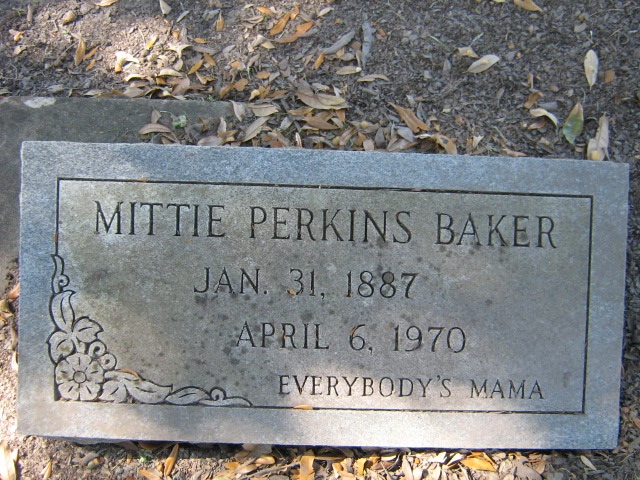 MITTIE PERKINS BAKER
JAN. 31, 1887
APRIL 6, 1970
EVERYBODY'S MAMA